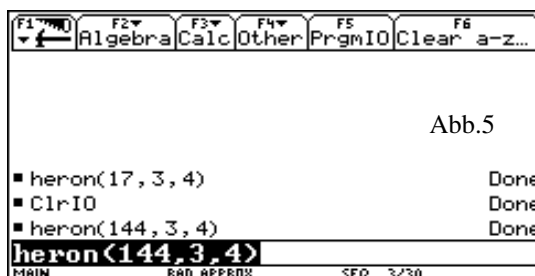 F1 F2 Algebra F3 Calc F4 Other F5 PrgmIO F6 Clear a-z…
Abb.5
▪ heron(17,3,4) Done
▪ ClrIO Done
▪ heron(144,3,4) Done
heron(144,3,4)
MAIN RAD APPROX SEQ 3/30